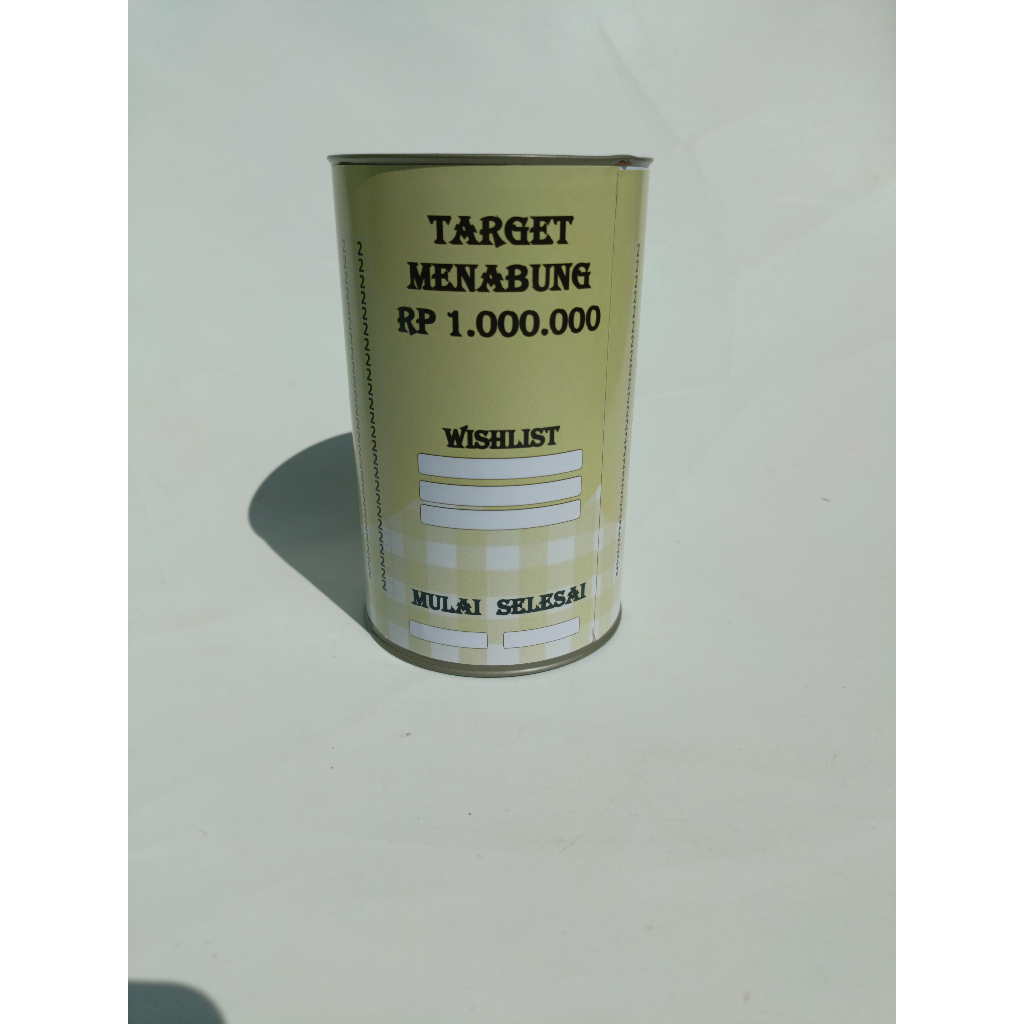 TARGET
MENABUNG
RP 1.000.000
WISHLIST
MULAI SELESAI